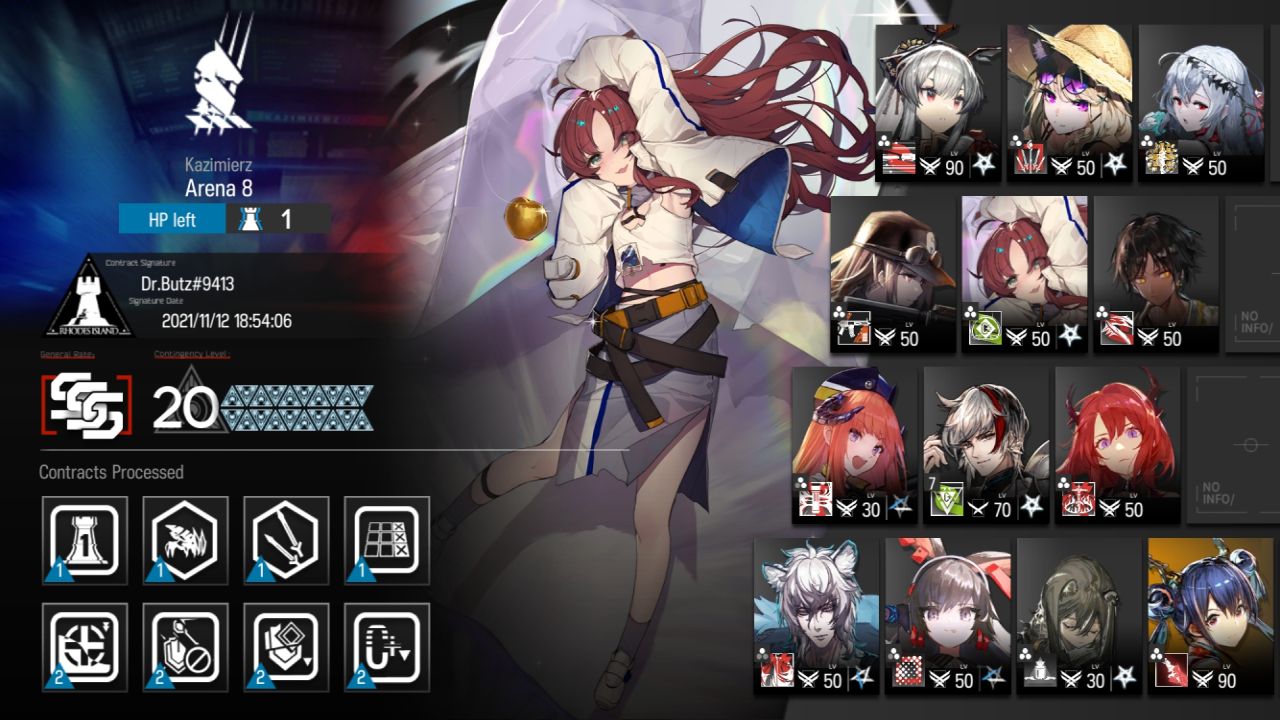 Kazimierz
Arena 8
HP left 1
Contract Signature
Dr.Butz#9413
Signature Date
2021/11/12 18:54:06
RHODES ISLAND
General Rate:
Contingency Level:
SSS
20
Contracts Processed
1
1 1 1 1
2 2 2 2
LV 90
LV 50
LV 50
LV 50
LV 50
LV 50
NO INFO/
LV 30
7
LV 70
LV 50
NO INFO/
LV 50
LV 50
LV 30
LV 90